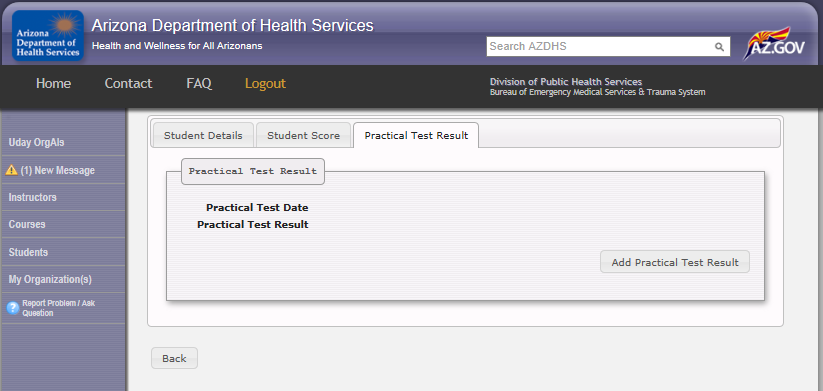 Arizona
Department of
Health Services
Arizona Department of Health Services
Health and Wellness for All Arizonans
Search AZDHS
AZ.GOV
Home Contact FAQ Logout
Division of Public Health Services
Bureau of Emergency Medical Services & Trauma System
Uday OrgAls
(1) New Message
Instructors
Courses
Students
My Organization(s)
? Report Problem / Ask
Question
Student Details Student Score Practical Test Result
Practical Test Result
Practical Test Date
Practical Test Result
Add Practical Test Result
Back